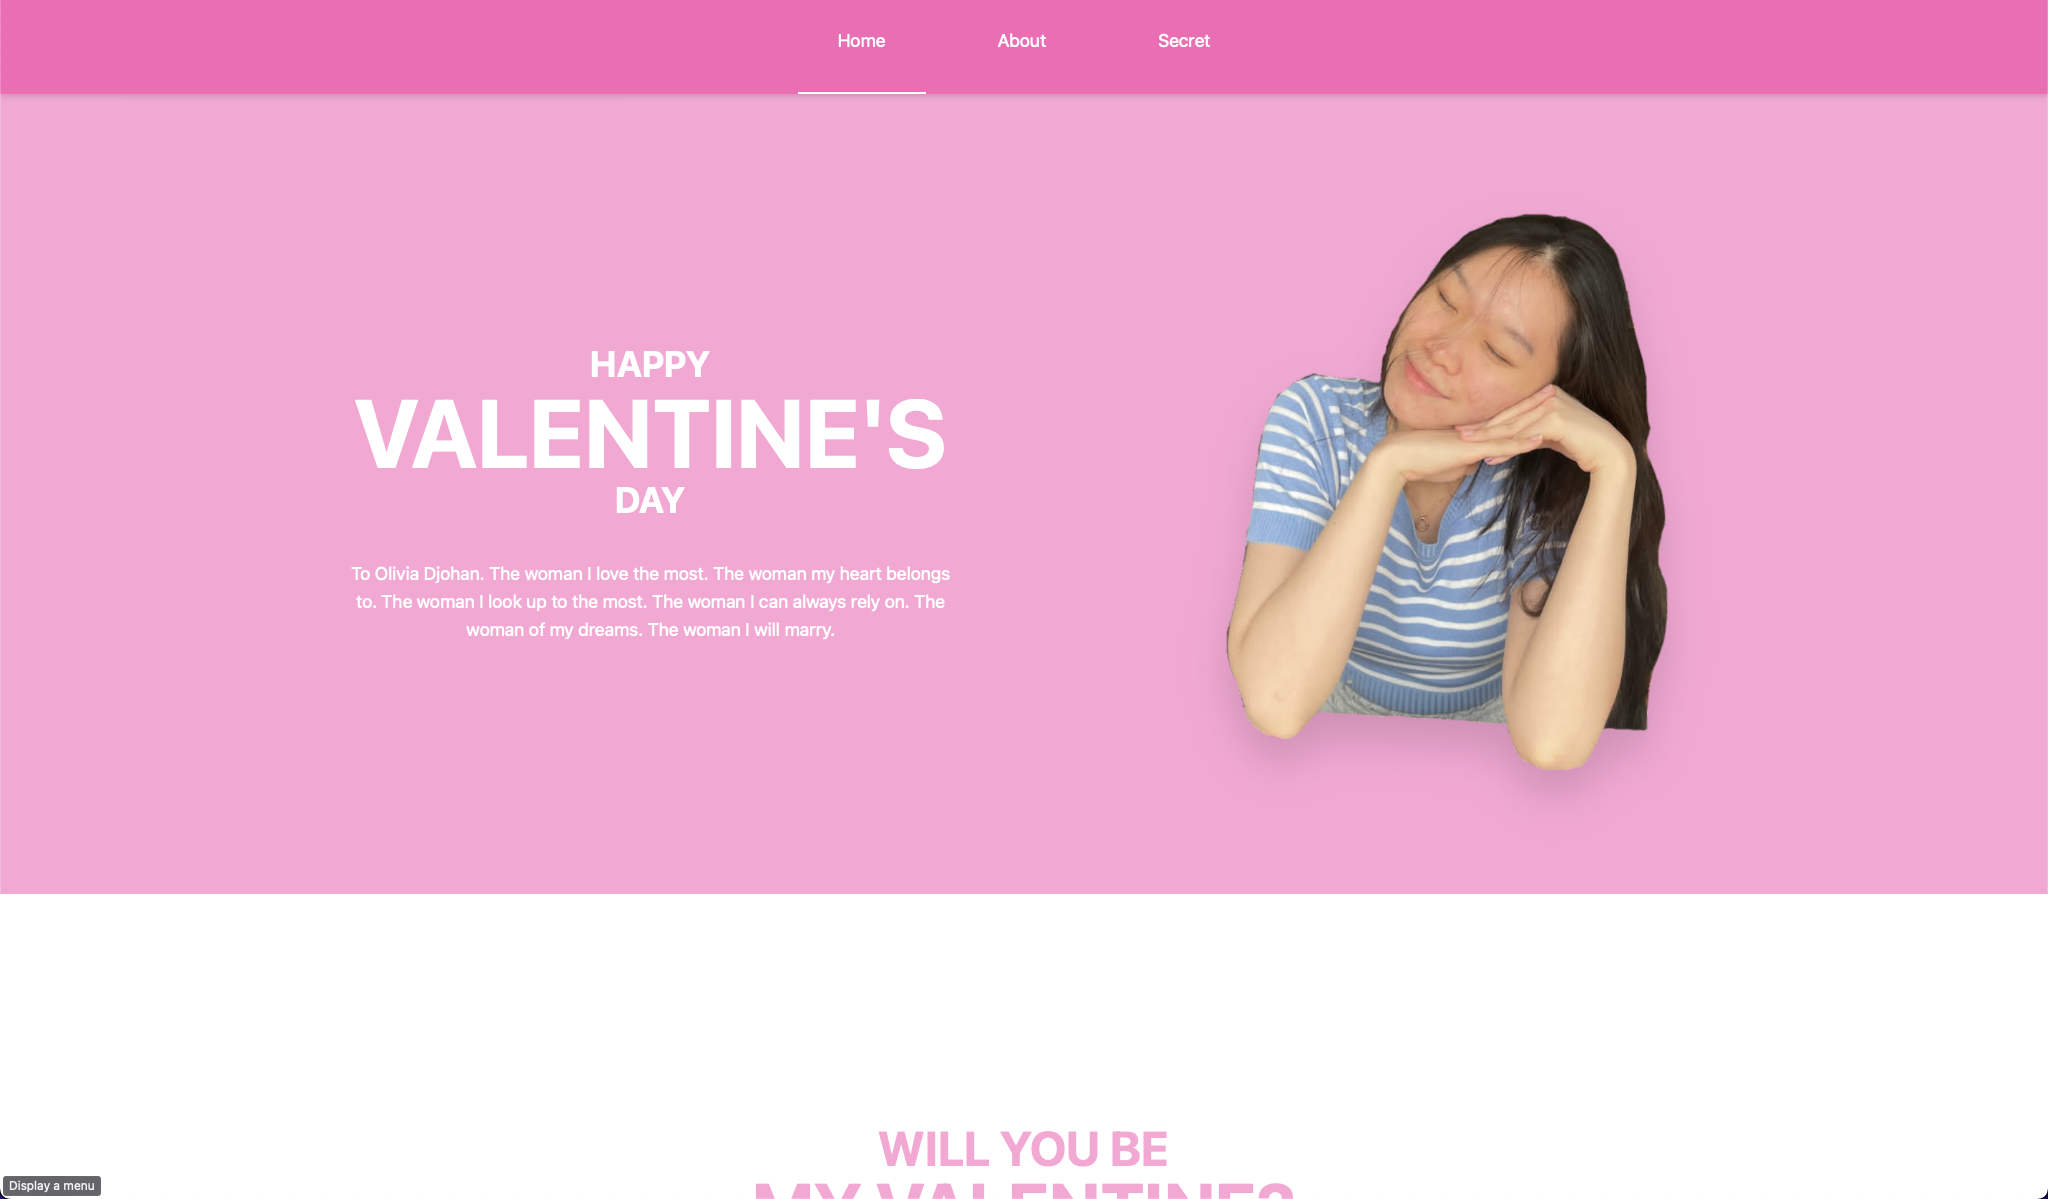 Home About Secret
HAPPY
VALENTINE'S
DAY
To Olivia Djohan. The woman I love the most. The woman my heart belongs
to. The woman I look up to the most. The woman I can always rely on. The
woman of my dreams. The woman I will marry.
WILL YOU BE
MY VALENTINE?
Display a menu